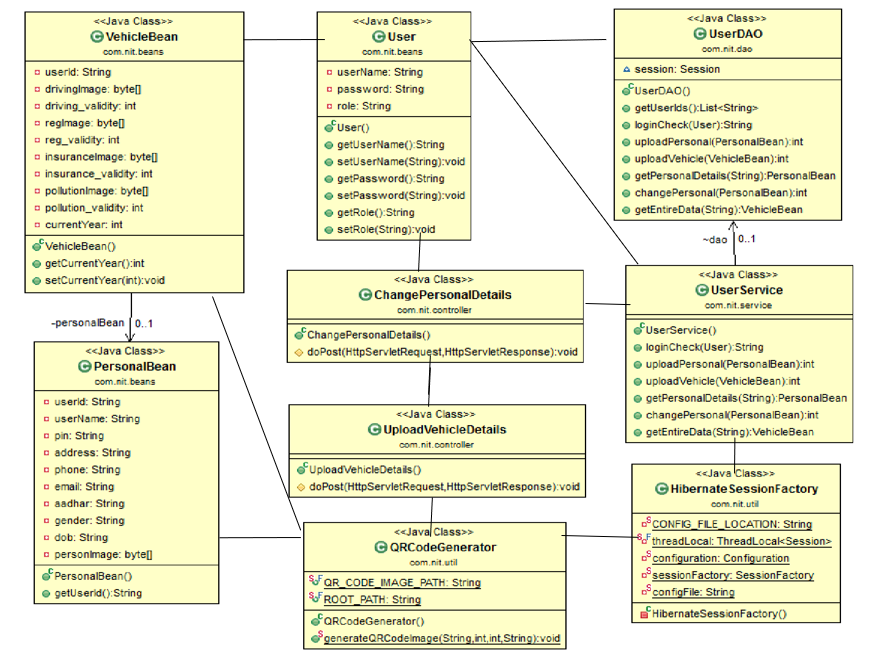 <<Java Class>>
VehicleBean
com.nit.beans
userId: String
drivingImage: byte[]
driving_validity: int
regImage: byte[]
reg_validity: int
insuranceImage: byte[]
insurance_validity: int
pollutionImage: byte[]
pollution_validity: int
currentYear: int
VehicleBean()
getCurrentYear():int
setCurrentYear(int):void
<<Java Class>>
User
com.nit.beans
userName: String
password: String
role: String
User()
getUserName():String
setUserName(String):void
getPassword():String
setPassword(String):void
getRole():String
setRole(String):void
<<Java Class>>
UserDAO
com.nit.dao
session: Session
UserDAO()
getUserIds():List<String>
loginCheck(User):String
uploadPersonal(PersonalBean):int
uploadVehicle(VehicleBean):int
getPersonalDetails(String):PersonalBean
changePersonal(PersonalBean):int
getEntireData(String):VehicleBean
~dao 0..1
-personalBean 0..1
<<Java Class>>
ChangePersonalDetails
com.nit.controller
ChangePersonalDetails()
doPost(HttpServletRequest,HttpServletResponse):void
<<Java Class>>
UserService
com.nit.service
UserService()
loginCheck(User):String
uploadPersonal(PersonalBean):int
uploadVehicle(VehicleBean):int
getPersonalDetails(String):PersonalBean
changePersonal(PersonalBean):int
getEntireData(String):VehicleBean
<<Java Class>>
PersonalBean
com.nit.beans
userId: String
userName: String
pin: String
address: String
phone: String
email: String
aadhar: String
gender: String
dob: String
personImage: byte[]
PersonalBean()
getUserId():String
<<Java Class>>
UploadVehicleDetails
com.nit.controller
UploadVehicleDetails()
doPost(HttpServletRequest,HttpServletResponse):void
<<Java Class>>
QRCodeGenerator
com.nit.util
QR_CODE_IMAGE_PATH: String
ROOT_PATH: String
QRCodeGenerator()
generateQRCodeImage(String,int,int,String):void
<<Java Class>>
HibernateSessionFactory
com.nit.util
CONFIG_FILE_LOCATION: String
threadLocal: ThreadLocal<Session>
configuration: Configuration
sessionFactory: SessionFactory
configFile: String
HibernateSessionFactory()